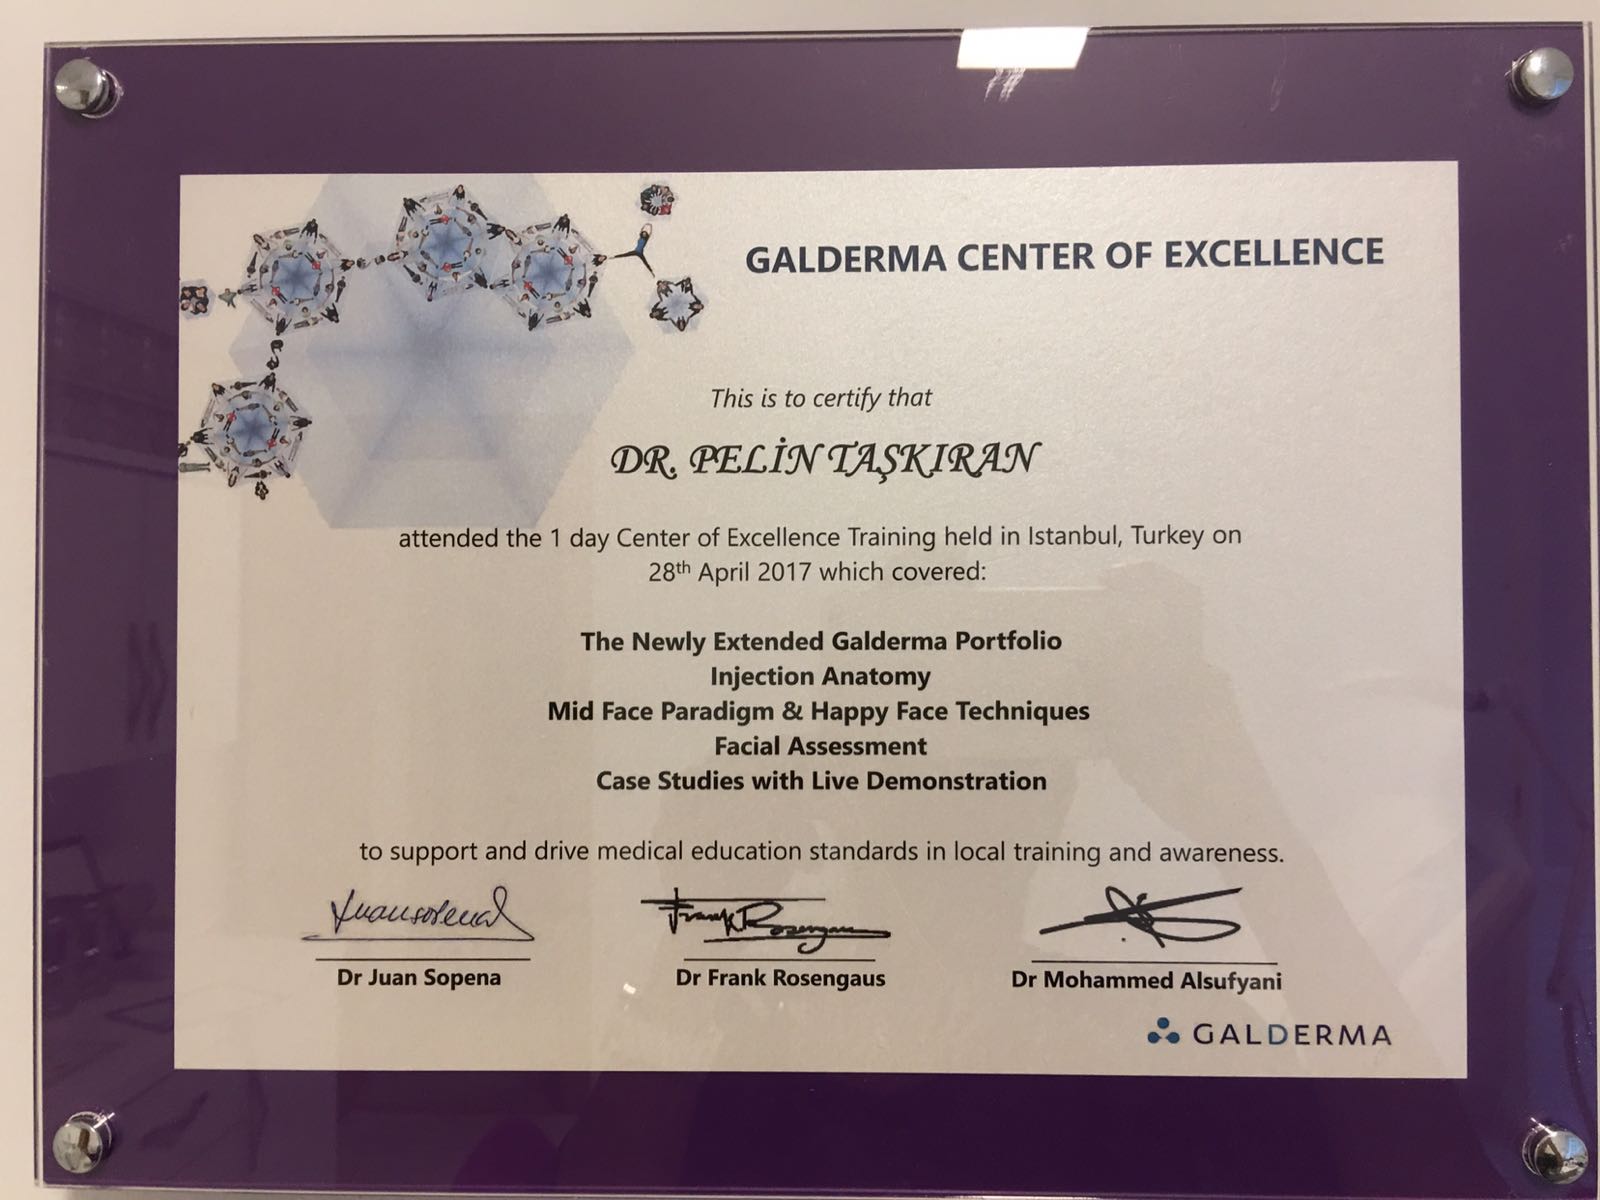 GALDERMA CENTER OF EXCELLENCE
This is to certify that
DR. PELİN TAŞKIRAN
attended the 1 day Center of Excellence Training held in Istanbul, Turkey on
28th April 2017 which covered:
The Newly Extended Galderma Portfolio
Injection Anatomy
Mid Face Paradigm & Happy Face Techniques
Facial Assessment
Case Studies with Live Demonstration
to support and drive medical education standards in local training and awareness.
Frank Rosengaus
Dr Juan Sopena
Dr Frank Rosengaus
Dr Mohammed Alsufyani
GALDERMA